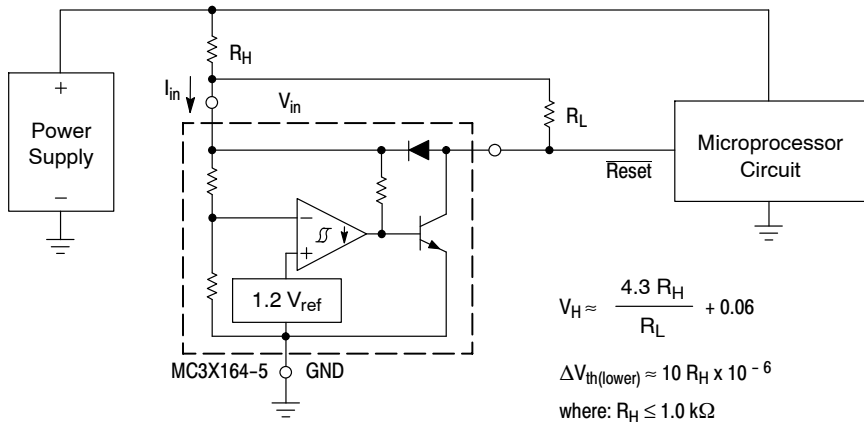 R_H
I_in
V_in
R_L
+
Power
Supply
−
Microprocessor
Circuit
R̅e̅s̅e̅t̅
−
+
1.2 V_ref
V_H ≈ 4.3 R_H / R_L + 0.06
MC3X164−5
GND
ΔV_th(lower) ≈ 10 R_H x 10^−6
where: R_H ≤ 1.0 kΩ